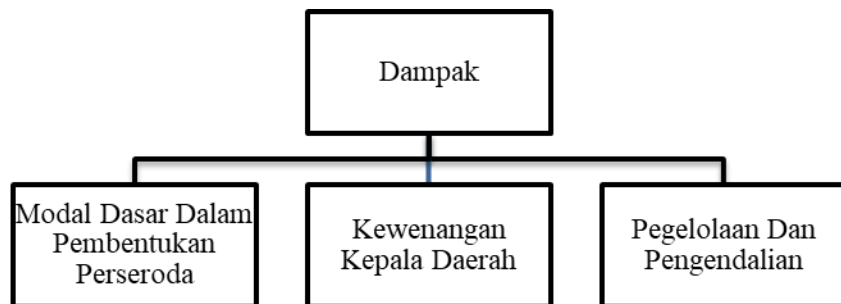 Dampak
Modal Dasar Dalam
Pembentukan
Perseroda
Kewenangan
Kepala Daerah
Pegelolaan Dan
Pengendalian